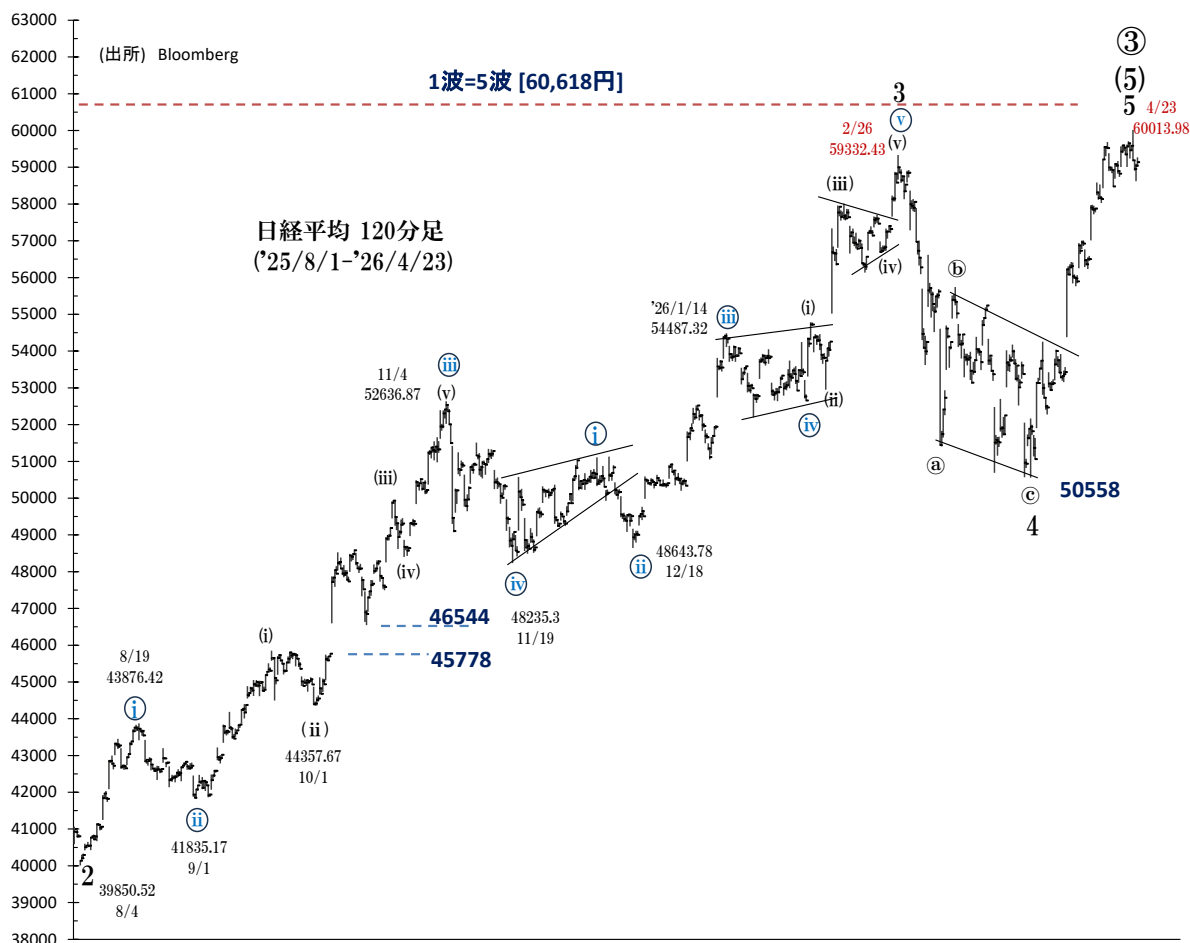 63000
62000
61000
60000
59000
58000
57000
56000
55000
54000
53000
52000
51000
50000
49000
48000
47000
46000
45000
44000
43000
42000
41000
40000
39000
38000
(出所) Bloomberg
1波=5波 [60,618円]
日経平均 120分足
('25/8/1-'26/4/23)
③
(5)
5
4/23
60013.98
3
ⓥ
(v)
2/26
59332.43
(iii)
(iv)
'26/1/14
54487.32
iii
(i)
(ii)
iv
ⓑ
ⓐ
ⓒ
4
50558
11/4
52636.87
iii
(v)
(iii)
(iv)
i
iv
48235.3
11/19
ii
48643.78
12/18
46544
45778
8/19
43876.42
i
(i)
(ii)
44357.67
10/1
ii
41835.17
9/1
2
39850.52
8/4